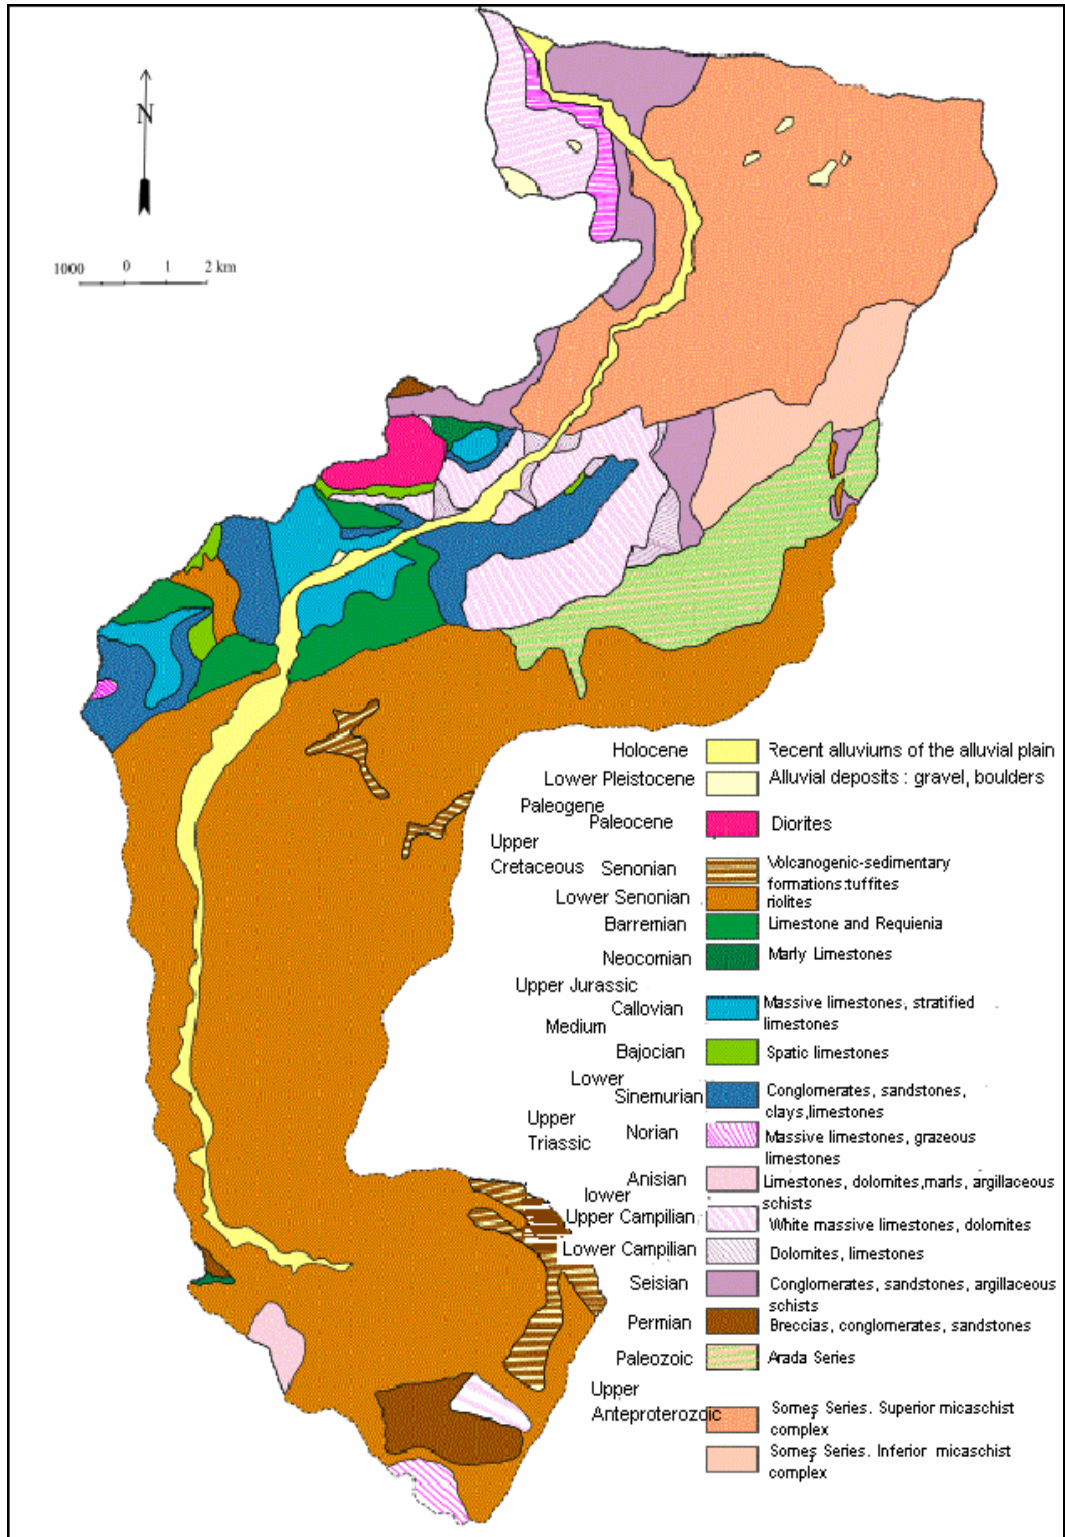 N
1000 0 1 2 km
Holocene Recent alluviums of the alluvial plain
Lower Pleistocene Alluvial deposits : gravel, boulders
Paleogene
Paleocene Diorites
Upper
Cretaceous Senonian Volcanogenic-sedimentary
formations:tuffites
Lower Senonian riolites
Barremian Limestone and Requienia
Neocomian Marly Limestones
Upper Jurassic
Callovian Massive limestones, stratified
limestones
Medium
Bajocian Spatic limestones
Lower
Sinemurian Conglomerates, sandstones,
clays,limestones
Upper
Triassic Norian Massive limestones, grazeous
limestones
Anisian Limestones, dolomites,marls, argillaceous
schists
lower
Upper Campilian White massive limestones, dolomites
Lower Campilian Dolomites, limestones
Seisian Conglomerates, sandstones, argillaceous
schists
Permian Breccias, conglomerates, sandstones
Paleozoic Arada Series
Upper
Anteproterozoic Someş Series. Superior micaschist
complex
Someş Series. Inferior micaschist
complex